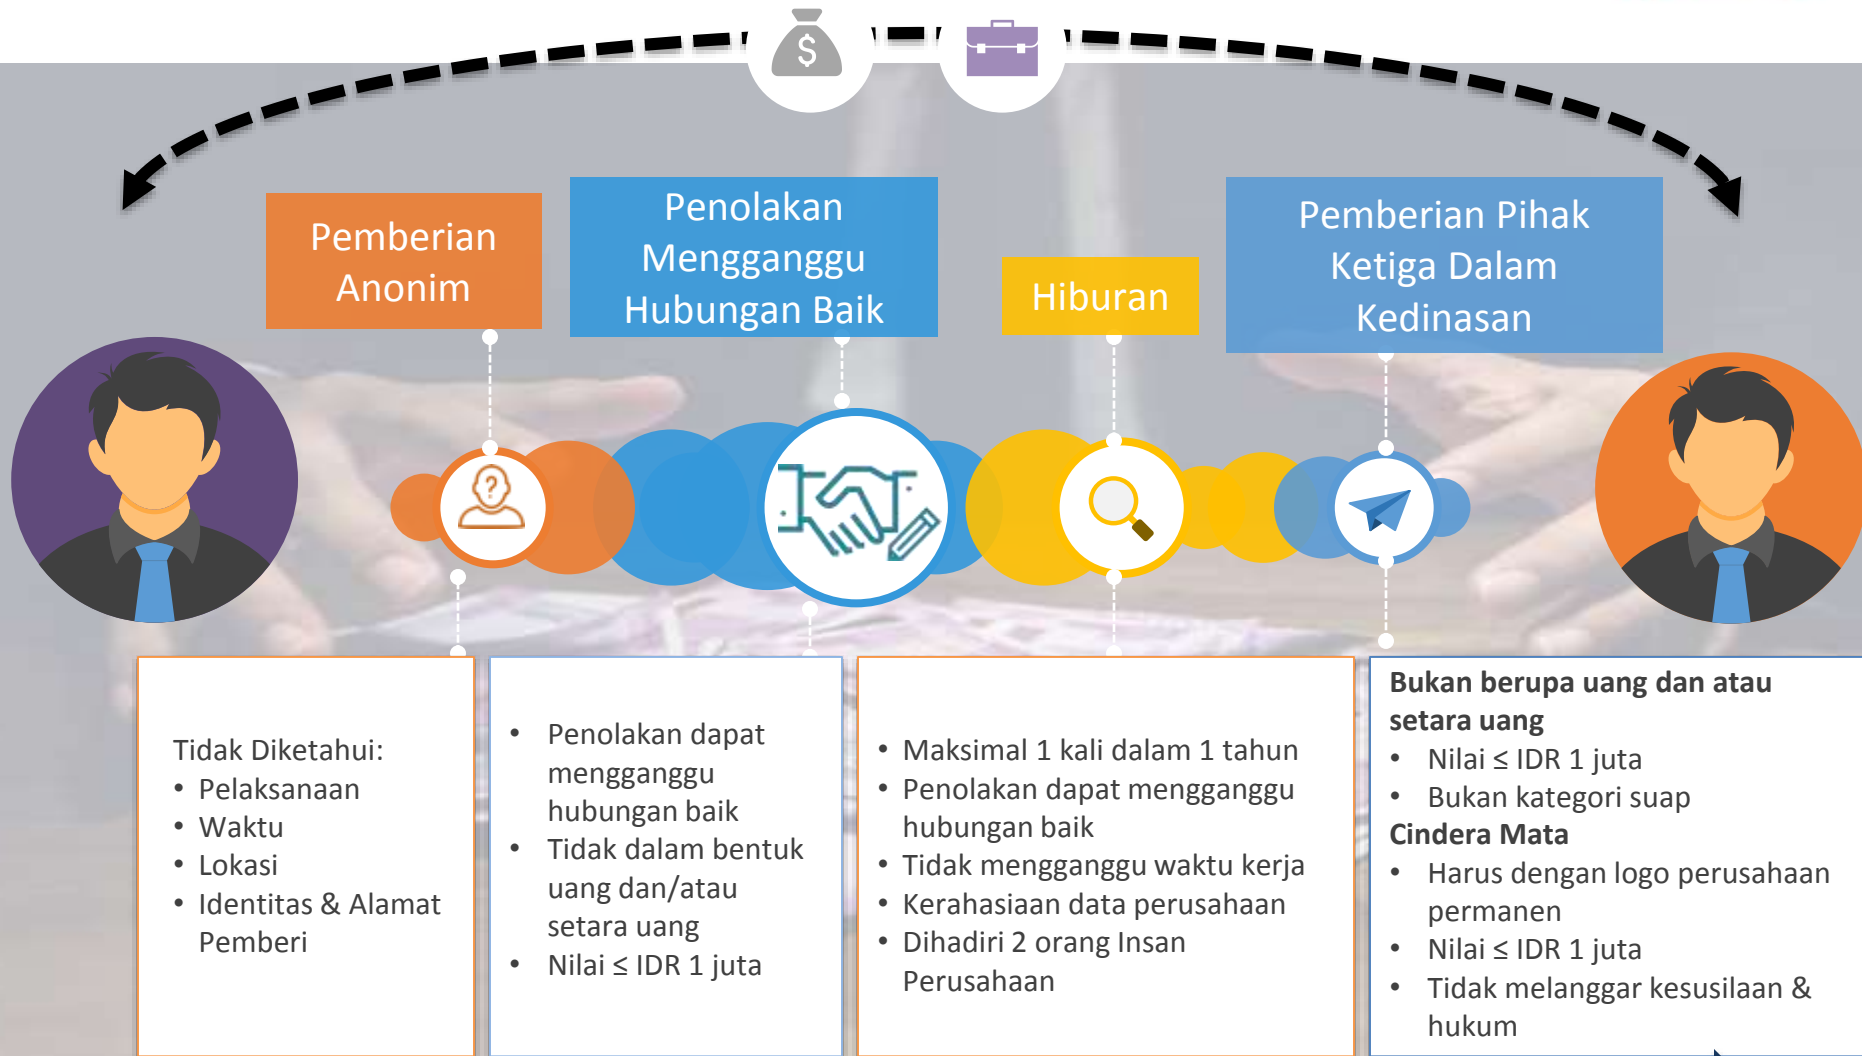 $
Pemberian
Anonim
Penolakan
Mengganggu
Hubungan Baik
Hiburan
Pemberian Pihak
Ketiga Dalam
Kedinasan
?
Tidak Diketahui:
• Pelaksanaan
• Waktu
• Lokasi
• Identitas & Alamat
Pemberi
• Penolakan dapat
mengganggu
hubungan baik
• Tidak dalam bentuk
uang dan/atau
setara uang
• Nilai ≤ IDR 1 juta
• Maksimal 1 kali dalam 1 tahun
• Penolakan dapat mengganggu
hubungan baik
• Tidak mengganggu waktu kerja
• Kerahasiaan data perusahaan
• Dihadiri 2 orang Insan
Perusahaan
Bukan berupa uang dan atau
setara uang
• Nilai ≤ IDR 1 juta
• Bukan kategori suap
Cindera Mata
• Harus dengan logo perusahaan
permanen
• Nilai ≤ IDR 1 juta
• Tidak melanggar kesusilaan &
hukum